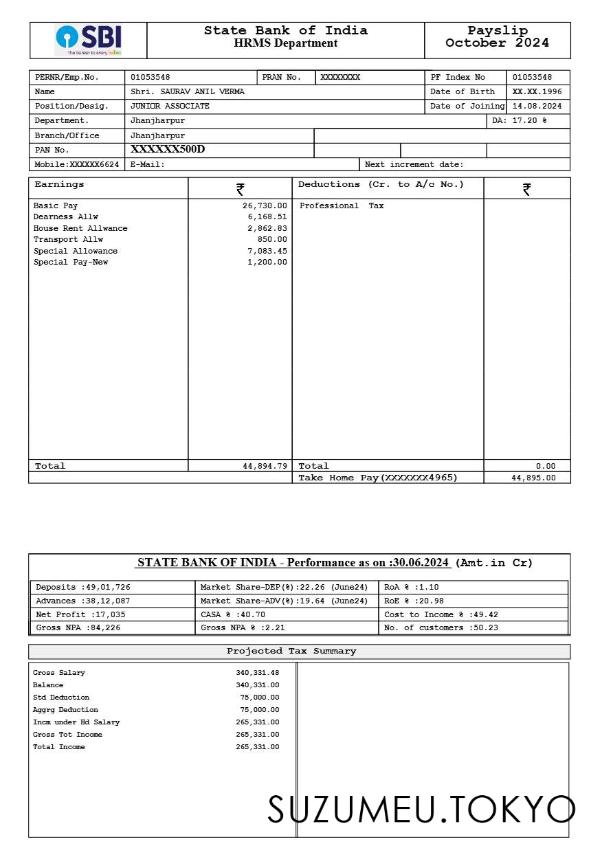 SBI
The banker to every Indian
State Bank of India
HRMS Department
Payslip
October 2024
PERNR/Emp.No. 01053548 PRAN No. XXXXXXXX PF Index No 01053548
Name Shri. SAURAV ANIL VERMA Date of Birth XX.XX.1996
Position/Desig. JUNIOR ASSOCIATE Date of Joining 14.08.2024
Department. Jhanjharpur DA: 17.20 %
Branch/Office Jhanjharpur
PAN No. XXXXXX500D
Mobile:XXXXXX6624 E-Mail: Next increment date:
Earnings ₹ Deductions (Cr. to A/c No.) ₹
Basic Pay 26,730.00 Professional Tax
Dearness Allw 6,168.51
House Rent Allwance 2,862.83
Transport Allw 850.00
Special Allowance 7,083.45
Special Pay-New 1,200.00
Total 44,894.79 Total 0.00
Take Home Pay(XXXXXXX4965) 44,895.00
STATE BANK OF INDIA - Performance as on :30.06.2024 (Amt.in Cr)
Deposits :49,01,726 Market Share-DEP(%):22.26 (June24) RoA % :1.10
Advances :38,12,087 Market Share-ADV(%):19.64 (June24) RoE % :20.98
Net Profit :17,035 CASA % :40.70 Cost to Income % :49.42
Gross NPA :84,226 Gross NPA % :2.21 No. of customers :50.23
Projected Tax Summary
Gross Salary 340,331.48
Balance 340,331.00
Std Deduction 75,000.00
Aggrg Deduction 75,000.00
Incm under Hd Salary 265,331.00
Gross Tot Income 265,331.00
Total Income 265,331.00
SUZUMEU.TOKYO